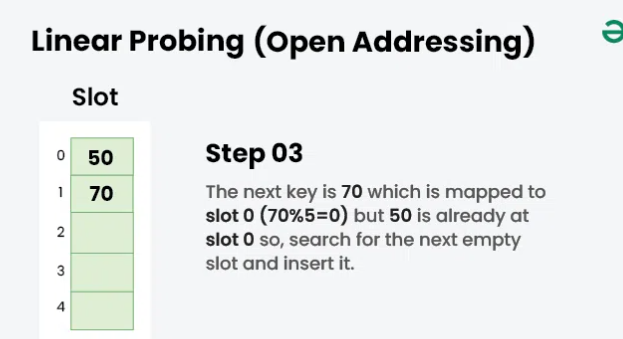 Linear Probing (Open Addressing)
Slot
0 50
1 70
2
3
4
Step 03
The next key is 70 which is mapped to
slot 0 (70%5=0) but 50 is already at
slot 0 so, search for the next empty
slot and insert it.